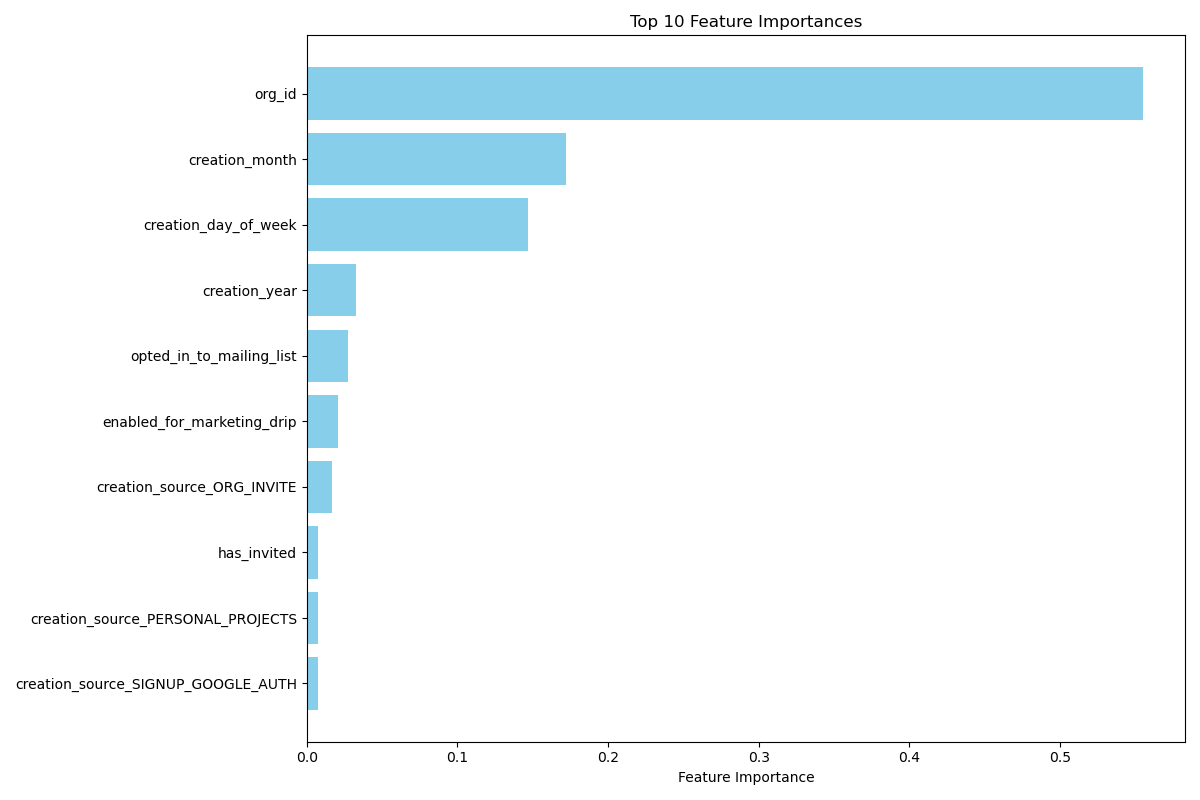 Top 10 Feature Importances
org_id
creation_month
creation_day_of_week
creation_year
opted_in_to_mailing_list
enabled_for_marketing_drip
creation_source_ORG_INVITE
has_invited
creation_source_PERSONAL_PROJECTS
creation_source_SIGNUP_GOOGLE_AUTH
0.0 0.1 0.2 0.3 0.4 0.5
Feature Importance